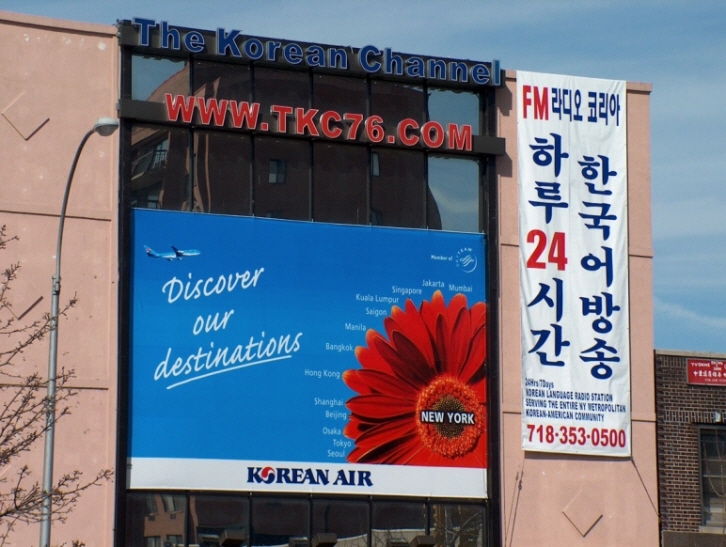 The Korean Channel
WWW.TKC76.COM
Discover
our
destinations
Member of
Mumbai
Jakarta
Singapore
Kuala Lumpur
Saigon
Manila
Bangkok
Hong Kong
Shanghai
Beijing
Osaka
Tokyo
Seoul
NEW YORK
KOREAN AIR
FM 라디오 코리아
하루 24 시간
한국어 방송
24Hrs 7Days
KOREAN LANGUAGE RADIO STATION
SERVING THE ENTIRE NY METROPOLITAN
KOREAN-AMERICAN COMMUNITY
718-353-0500